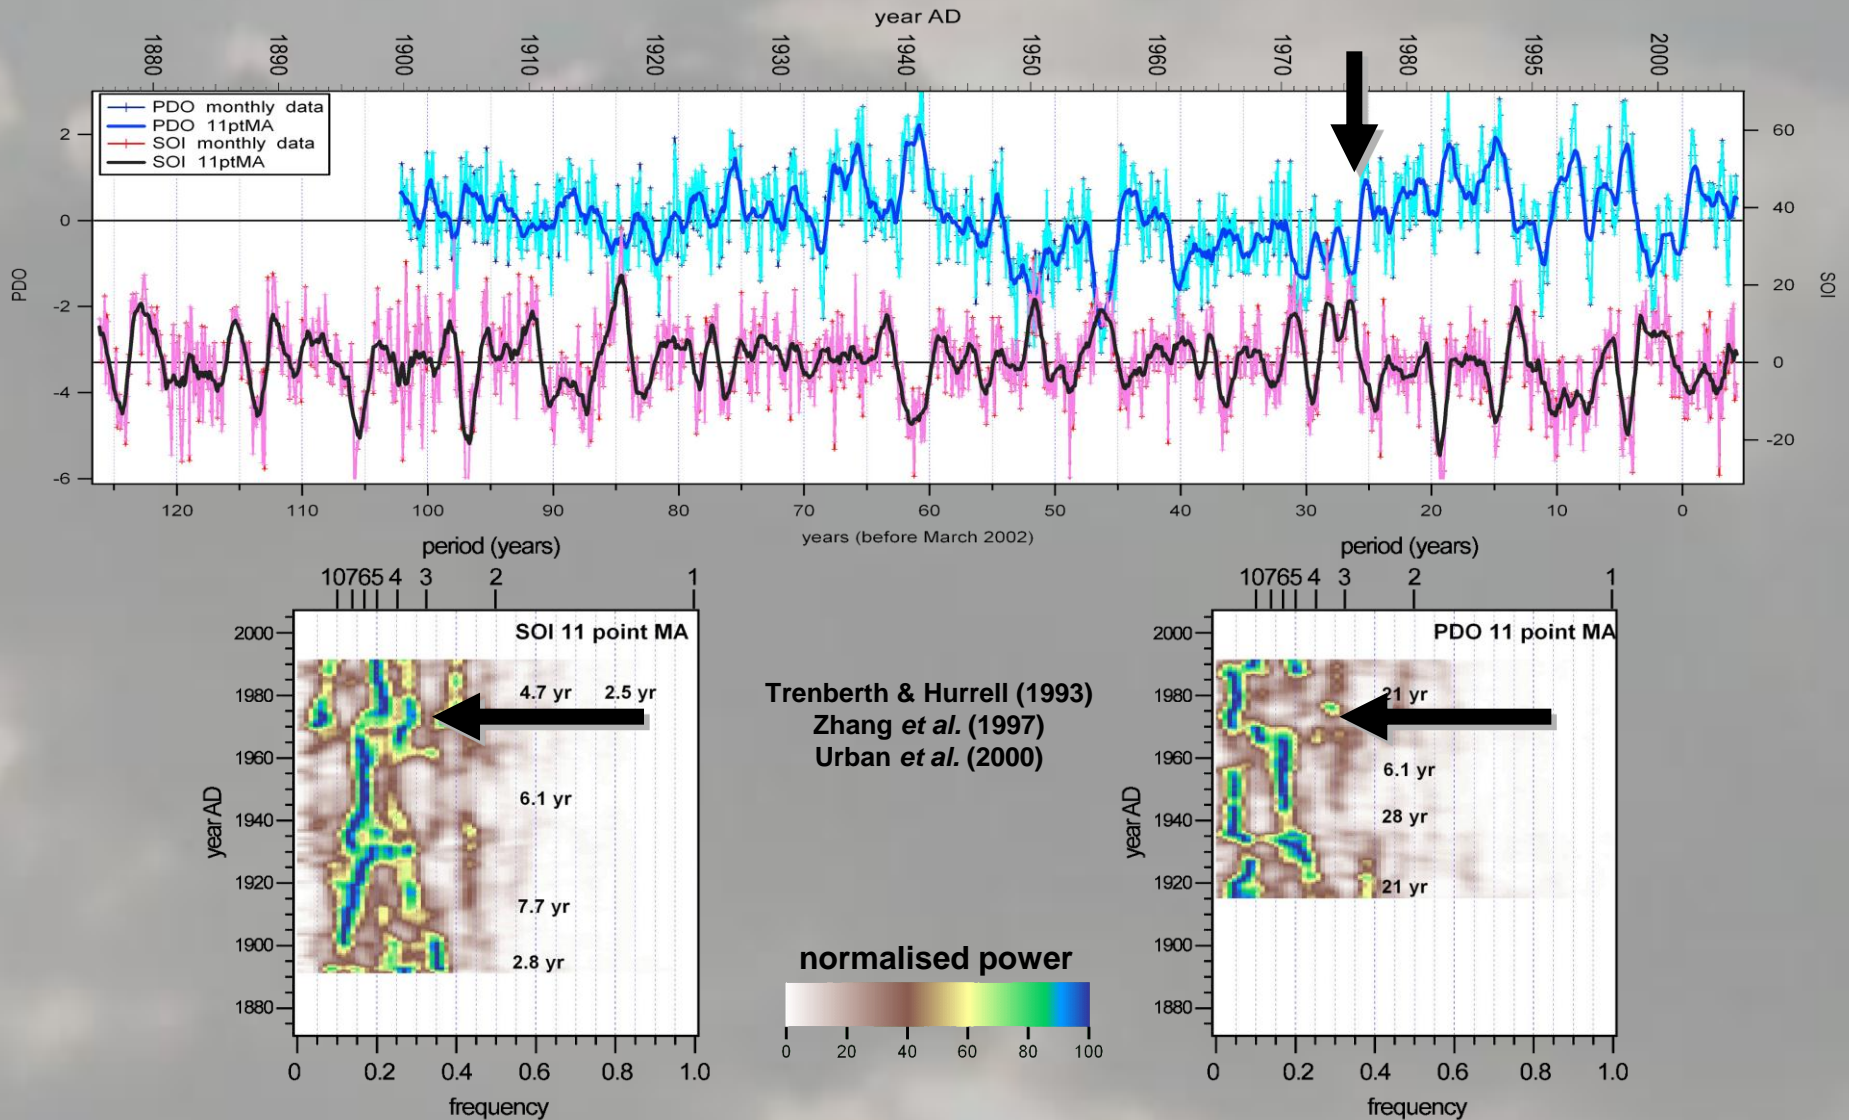 year AD
1880 1890 1900 1910 1920 1930 1940 1950 1960 1970 1980 1995 2000
PDO monthly data
PDO 11ptMA
SOI monthly data
SOI 11ptMA
2
0
-2
-4
-6
PDO
60
40
20
0
-20
SOI
120 110 100 90 80 70 60 50 40 30 20 10 0
years (before March 2002)
period (years)
107654 3 2 1
SOI 11 point MA
2000
1980
1960
1940
1920
1900
1880
year AD
4.7 yr 2.5 yr
6.1 yr
7.7 yr
2.8 yr
0 0.2 0.4 0.6 0.8 1.0
frequency
Trenberth & Hurrell (1993)
Zhang et al. (1997)
Urban et al. (2000)
normalised power
0 20 40 60 80 100
period (years)
107654 3 2 1
PDO 11 point MA
2000
1980
1960
1940
1920
1900
1880
year AD
21 yr
6.1 yr
28 yr
21 yr
0 0.2 0.4 0.6 0.8 1.0
frequency